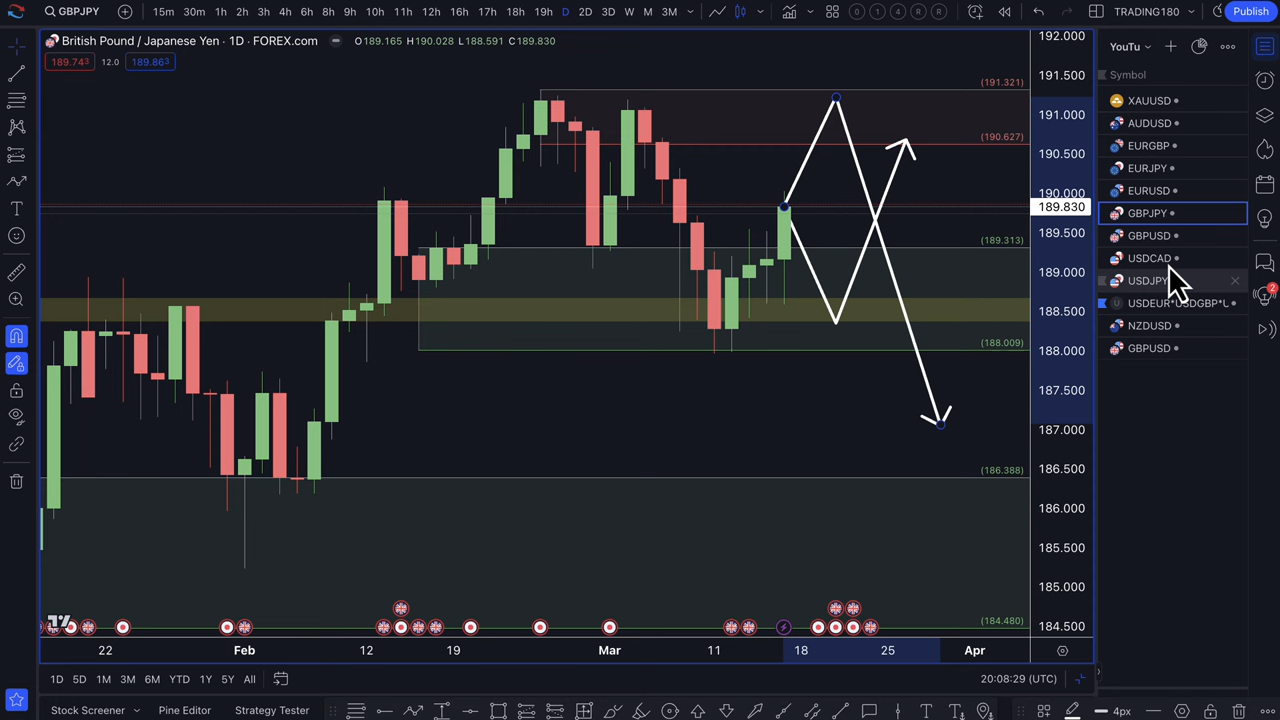 GBPJPY
15m 30m 1h 2h 3h 4h 6h 8h 9h 10h 11h 12h 16h 17h D 2D 3D W M 3M
0 1 4 R R
TRADING180
Publish
British Pound / Japanese Yen · 1D · FOREX.com
O189.165 H190.028 L188.591 C189.830
189.743 12.0 189.863
(191.321)
(190.627)
(189.313)
(188.009)
(186.388)
(184.480)
192.000
191.500
191.000
190.500
190.000
189.830
189.500
189.000
188.500
188.000
187.500
187.000
186.500
186.000
185.500
185.000
184.500
22 Feb 12 19 Mar 11 18 25 Apr
1D 5D 1M 3M 6M YTD 1Y 5Y All
20:08:29 (UTC)
Stock Screener Pine Editor Strategy Tester
4px
YouTu
Symbol
XAUUSD
AUDUSD
EURGBP
EURJPY
EURUSD
GBPJPY
GBPUSD
USDCAD
USDJPY
U USDEUR*USDGBP*U
NZDUSD
GBPUSD
2